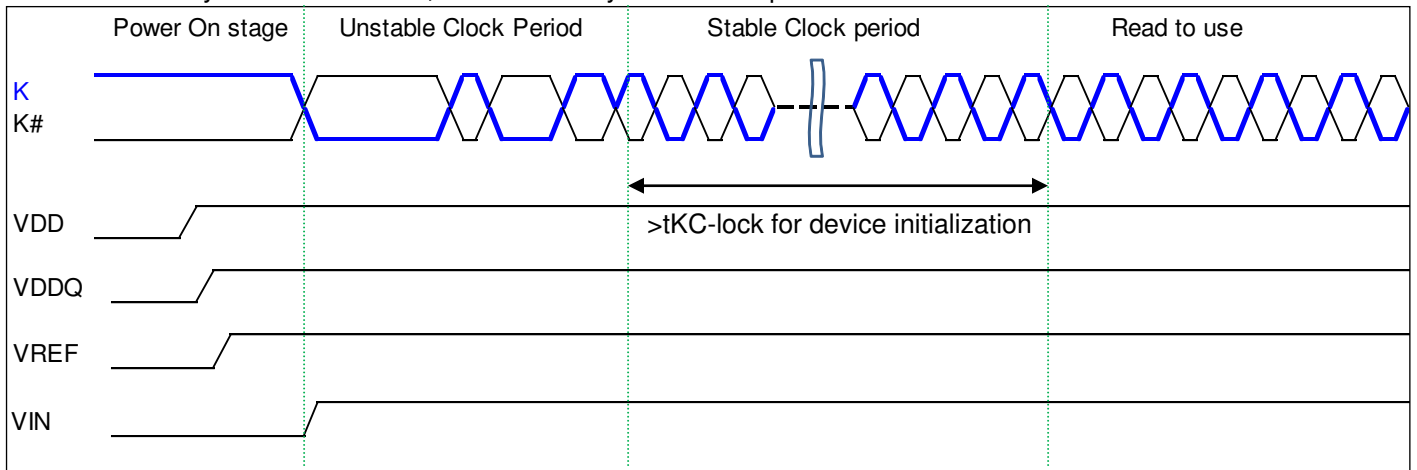 Power On stage Unstable Clock Period Stable Clock period Read to use
K
K#
>tKC-lock for device initialization
VDD
VDDQ
VREF
VIN